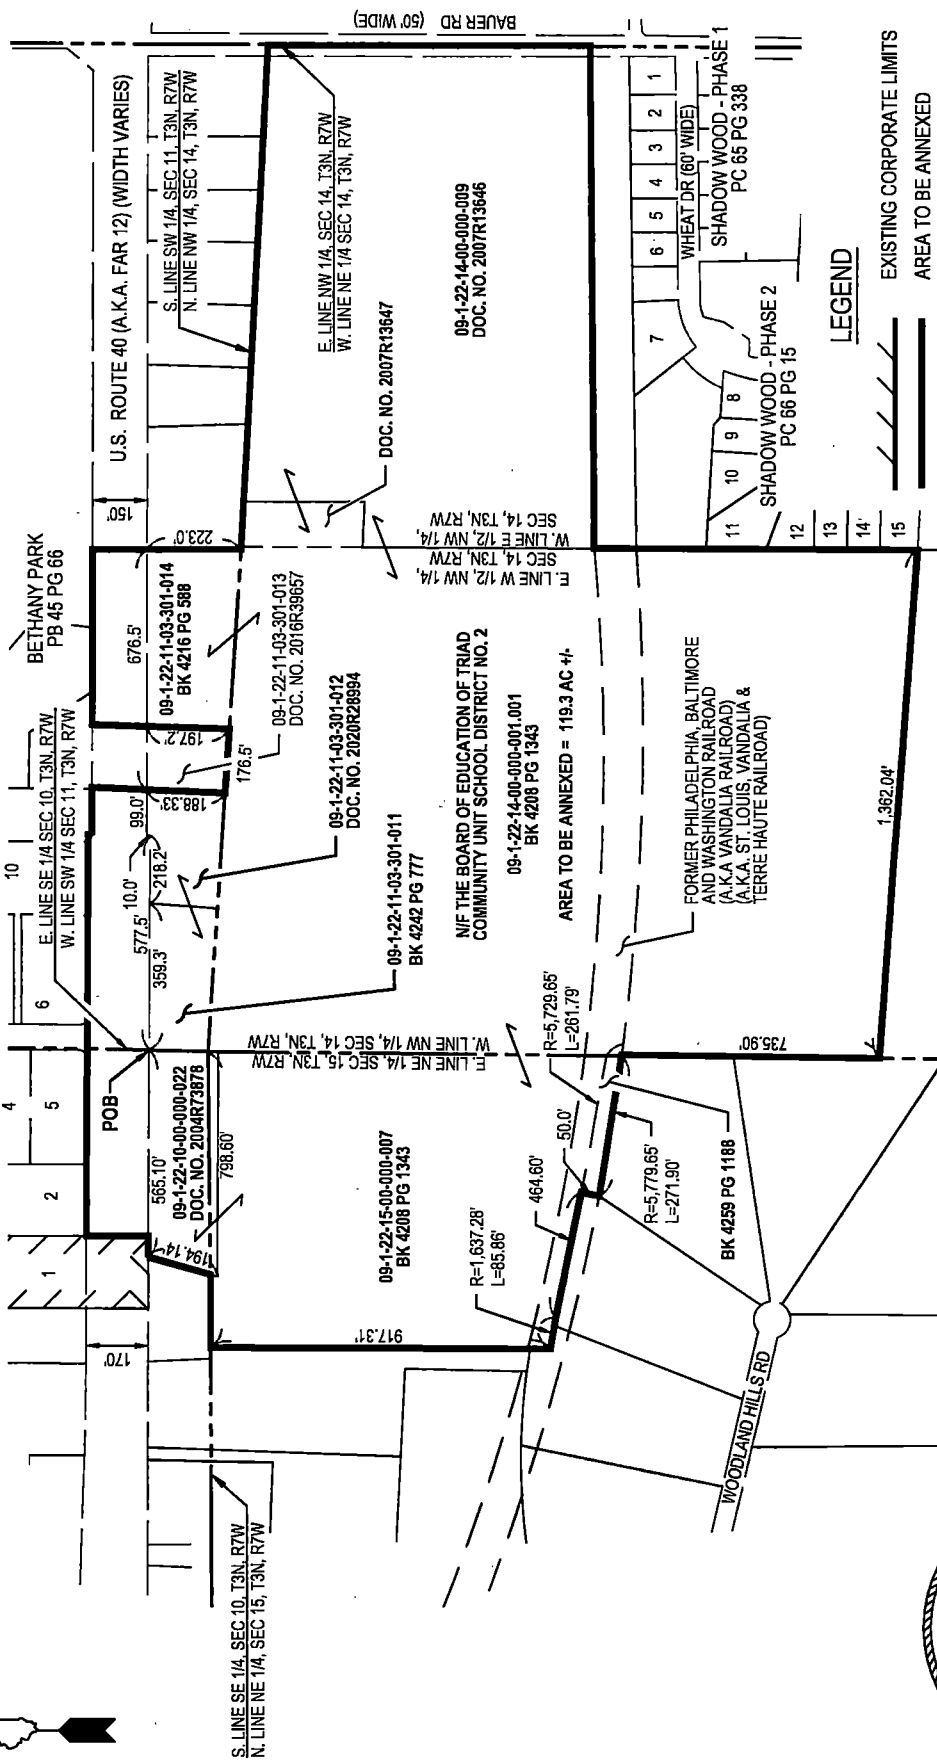 BAUER RD (50' WIDE)
U.S. ROUTE 40 (A.K.A. FAR 12) (WIDTH VARIES)
S. LINE SW 1/4, SEC 11, T3N, R7W
N. LINE NW 1/4, SEC 14, T3N, R7W
E. LINE NW 1/4, SEC 14, T3N, R7W
W. LINE NE 1/4 SEC 14, T3N, R7W
BETHANY PARK
PB 45 PG 66
150'
223.0'
676.5'
09-1-22-11-03-301-014
BK 4216 PG 588
197.2'
09-1-22-11-03-301-013
DOC. NO. 2016R39657
176.5'
188.33'
99.0'
10.0'
218.2'
577.5'
359.3'
09-1-22-11-03-301-012
DOC. NO. 2020R28994
09-1-22-11-03-301-011
BK 4242 PG 777
10
6
E. LINE SE 1/4 SEC 10, T3N, R7W
W. LINE SW 1/4 SEC 11, T3N, R7W
4
5
2
1
POB
565.10'
09-1-22-10-00-000-022
DOC. NO. 2004R73878
798.60'
194.14'
170'
S. LINE SE 1/4, SEC 10, T3N, R7W
N. LINE NE 1/4, SEC 15, T3N, R7W
917.31'
09-1-22-15-00-000-007
BK 4208 PG 1343
W. LINE NW 1/4, SEC 14, T3N, R7W
E. LINE NE 1/4, SEC 15, T3N, R7W
DOC. NO. 2007R13647
09-1-22-14-00-000-009
DOC. NO. 2007R13646
W. LINE E 1/2, NW 1/4,
SEC 14, T3N, R7W
E. LINE W 1/2, NW 1/4,
SEC 14, T3N, R7W
N/F THE BOARD OF EDUCATION OF TRIAD
COMMUNITY UNIT SCHOOL DISTRICT NO. 2
09-1-22-14-00-000-001.001
BK 4208 PG 1343
AREA TO BE ANNEXED = 119.3 AC +/-
R=5,729.65'
L=261.79'
50.0'
464.60'
R=1,637.28'
L=85.86'
R=5,779.65'
L=271.90'
BK 4259 PG 1188
WOODLAND HILLS RD
735.90'
1,362.04'
FORMER PHILADELPHIA, BALTIMORE
AND WASHINGTON RAILROAD
(A.K.A VANDALIA RAILROAD)
(A.K.A. ST. LOUIS, VANDALIA &
TERRE HAUTE RAILROAD)
1
2
3
4
5
6
7
8
9
10
11
12
13
14
15
WHEAT DR (60' WIDE)
SHADOW WOOD - PHASE 1
PC 65 PG 338
SHADOW WOOD - PHASE 2
PC 66 PG 15
LEGEND
EXISTING CORPORATE LIMITS
AREA TO BE ANNEXED